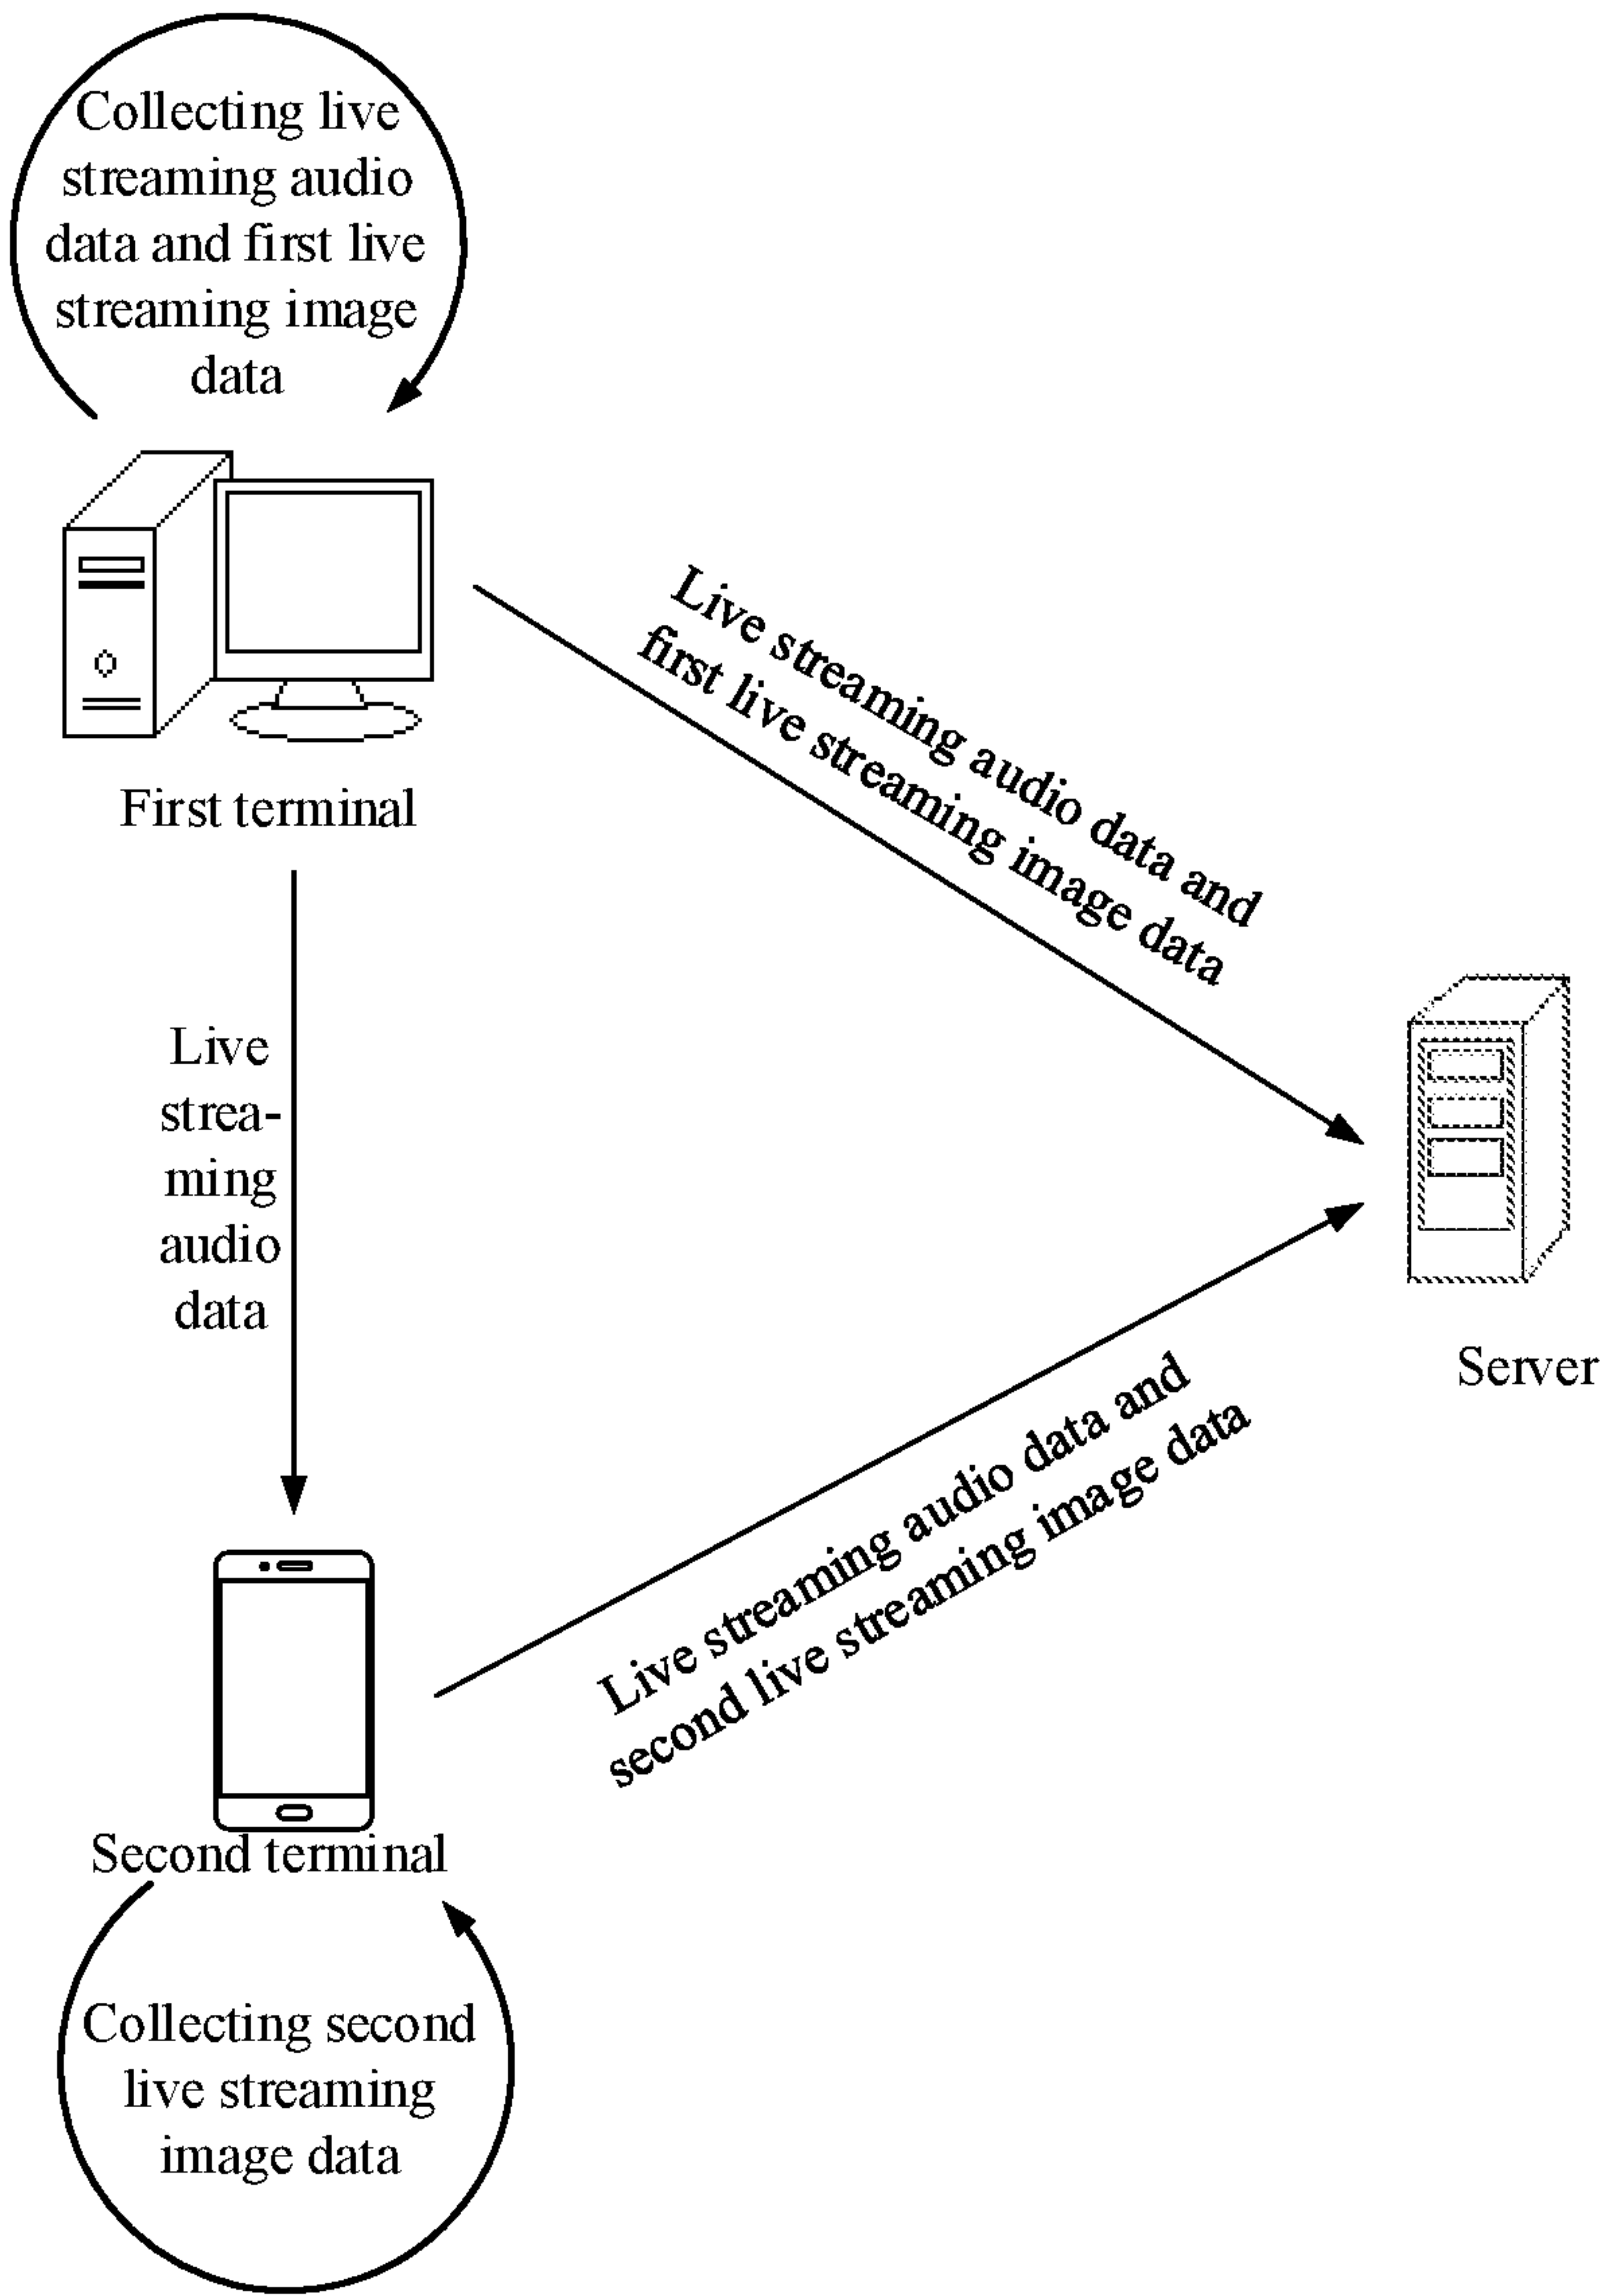 Collecting live
streaming audio
data and first live
streaming image
data
First terminal
Live streaming audio data and
first live streaming image data
Live
strea-
ming
audio
data
Server
Live streaming audio data and
second live streaming image data
Second terminal
Collecting second
live streaming
image data